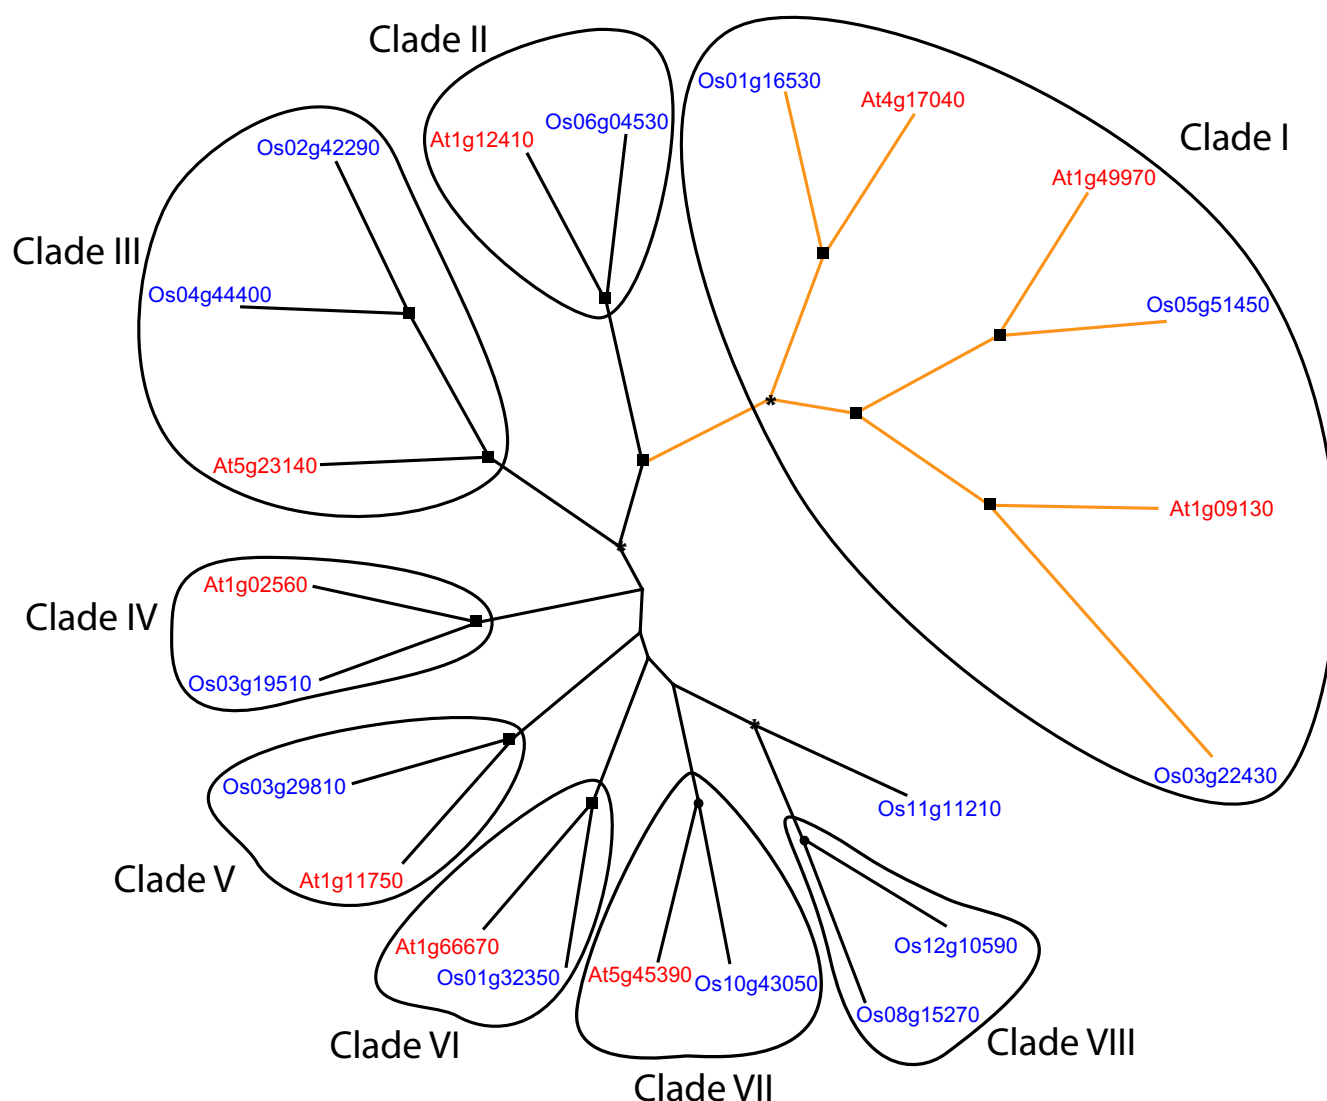 Clade II
Os01g16530
At4g17040
Clade I
Os06g04530
At1g12410
Os02g42290
At1g49970
Clade III
Os04g44400
Os05g51450
At5g23140
At1g09130
At1g02560
Clade IV
Os03g19510
Os03g22430
Os03g29810
Os11g11210
Clade V
At1g11750
At1g66670
Os01g32350
At5g45390
Os10g43050
Os12g10590
Os08g15270
Clade VI
Clade VII
Clade VIII